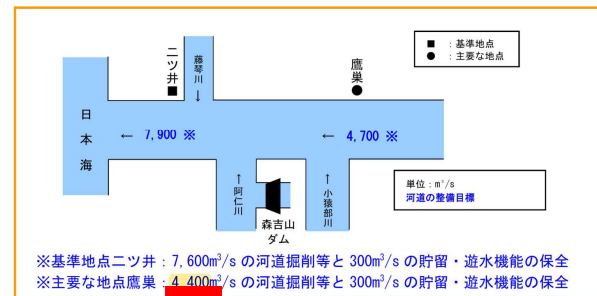 ■ : 基準地点
● : 主要な地点
二ツ井
■
藤琴川
↓
鷹巣
●
日本海
← 7,900 ※
← 4,700 ※
↑
阿仁川
森吉山
ダム
↑
小猿部川
単位:m³/s
河道の整備目標
※基準地点二ツ井:7,600m³/s の河道掘削等と 300m³/s の貯留・遊水機能の保全
※主要な地点鷹巣:4,400m³/s の河道掘削等と 300m³/s の貯留・遊水機能の保全